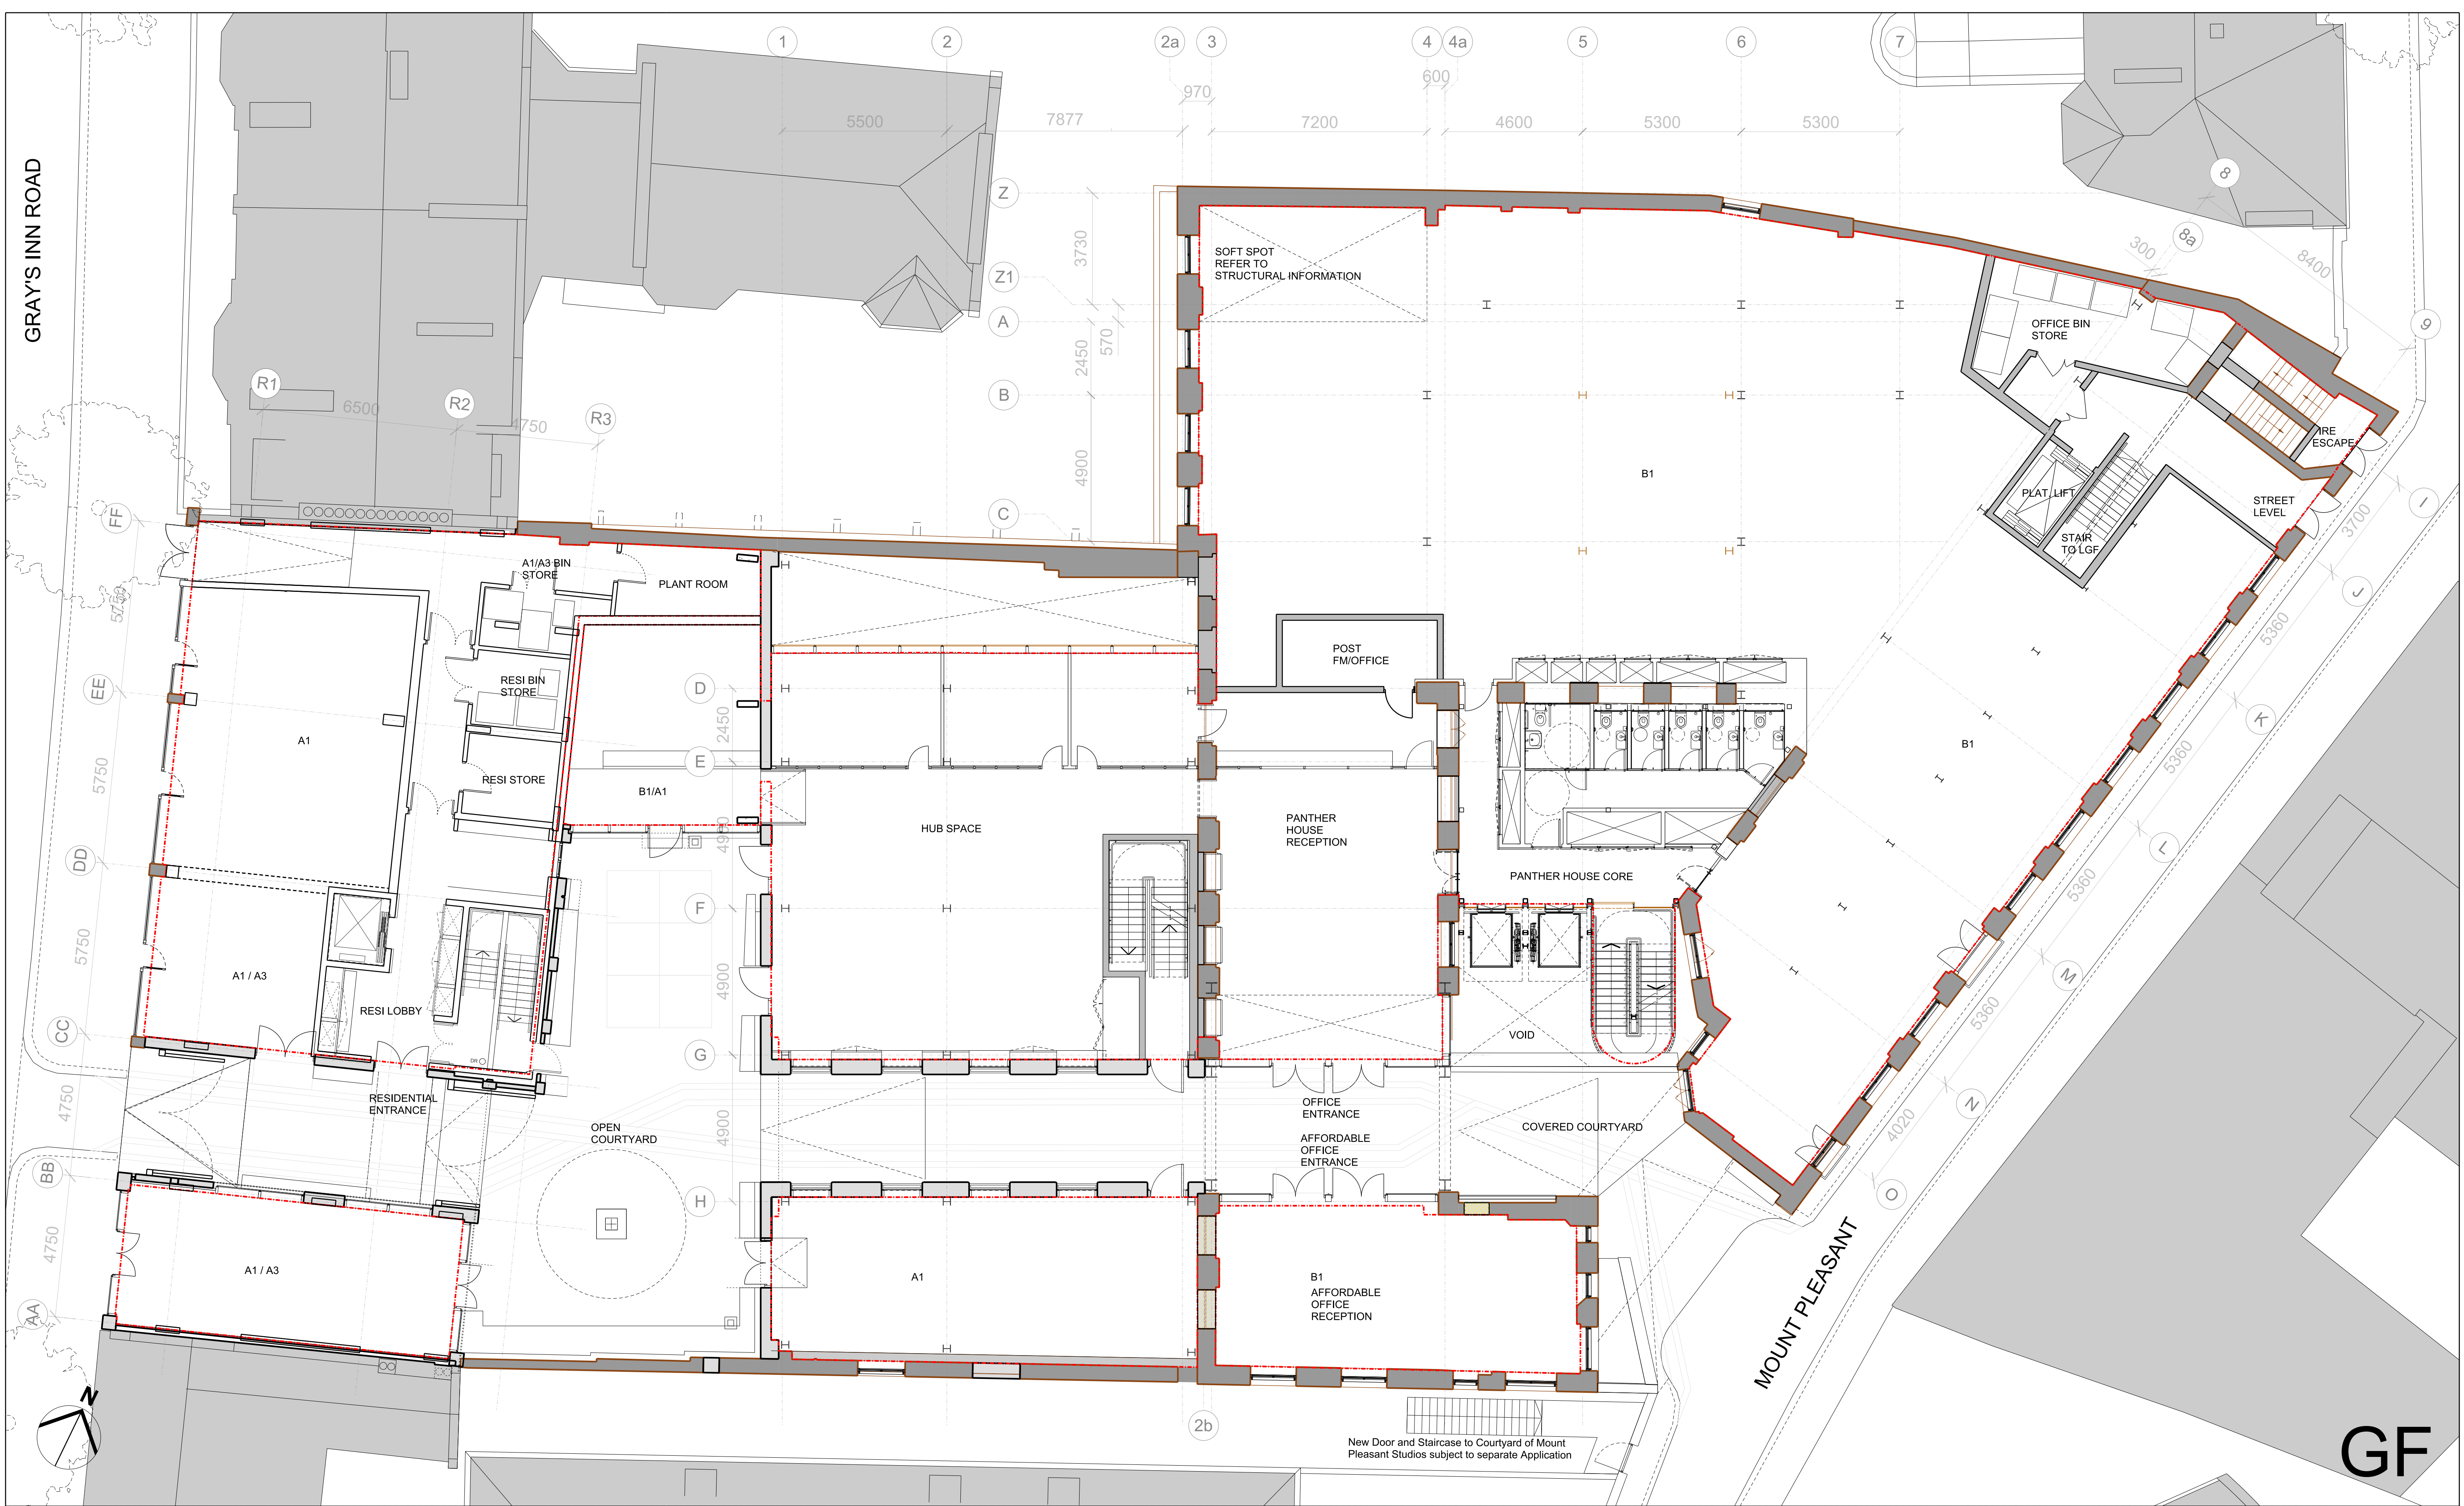 1
2
2a
3
4
4a
5
6
7
600
970
5500
7877
7200
4600
5300
5300
GRAY'S INN ROAD
Z
8
3730
8a
SOFT SPOT
REFER TO
STRUCTURAL INFORMATION
300
8400
Z1
A
OFFICE BIN
STORE
9
570
2450
R1
6500
R2
4750
R3
B
4900
IRE
ESCAPE
B1
PLAT. LIFT
STREET
LEVEL
I
3700
C
FF
STAIR
TO LGF
A1/A3 BIN
STORE
PLANT ROOM
J
5750
5360
POST
FM/OFFICE
RESI BIN
STORE
EE
D
K
2450
A1
B1
5360
RESI STORE
E
5750
B1/A1
HUB SPACE
PANTHER
HOUSE
RECEPTION
4900
L
DD
PANTHER HOUSE CORE
5360
F
5750
A1 / A3
M
4900
RESI LOBBY
5360
CC
VOID
G
DR
N
4750
RESIDENTIAL
ENTRANCE
OFFICE
ENTRANCE
OPEN
COURTYARD
4900
COVERED COURTYARD
4020
AFFORDABLE
OFFICE
ENTRANCE
BB
H
O
4750
A1 / A3
A1
B1
AFFORDABLE
OFFICE
RECEPTION
AA
MOUNT PLEASANT
N
2b
New Door and Staircase to Courtyard of Mount
Pleasant Studios subject to separate Application
GF